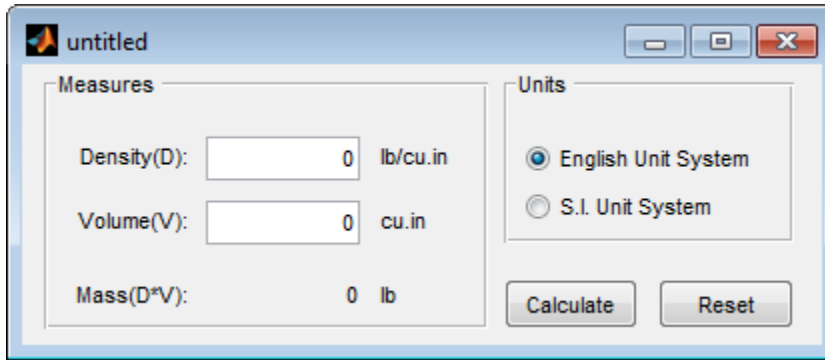 untitled
Measures
Density(D): 0 lb/cu.in
Volume(V): 0 cu.in
Mass(D*V): 0 lb
Units
English Unit System
S.I. Unit System
Calculate Reset